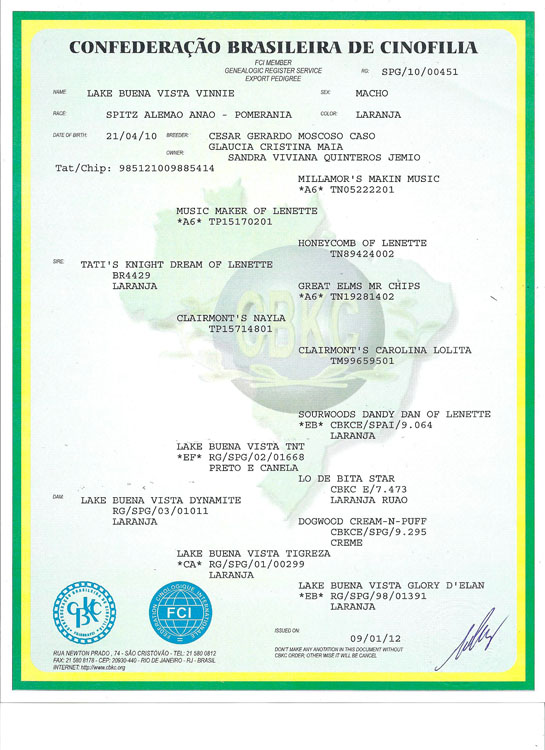 CONFEDERAÇÃO BRASILEIRA DE CINOFILIA
FCI MEMBER
GENEALOGIC REGISTER SERVICE
EXPORT PEDIGREE
RG: SPG/10/00451
NAME: LAKE BUENA VISTA VINNIE SEX: MACHO
RACE: SPITZ ALEMAO ANAO - POMERANIA COLOR: LARANJA
DATE OF BIRTH: 21/04/10 BREEDER: CESAR GERARDO MOSCOSO CASO
GLAUCIA CRISTINA MAIA
OWNER: SANDRA VIVIANA QUINTEROS JEMIO
Tat/Chip: 985121009885414
MILLAMOR'S MAKIN MUSIC
*A6* TN05222201
MUSIC MAKER OF LENETTE
*A6* TP15170201
HONEYCOMB OF LENETTE
TN89424002
SIRE: TATI'S KNIGHT DREAM OF LENETTE
BR4429
LARANJA
GREAT ELMS MR CHIPS
*A6* TN19281402
CLAIRMONT'S NAYLA
TP15714801
CBKC
CLAIRMONT'S CAROLINA LOLITA
TM99659501
SOURWOODS DANDY DAN OF LENETTE
*EB* CBKCE/SPAI/9.064
LARANJA
LAKE BUENA VISTA TNT
*EF* RG/SPG/02/01668
PRETO E CANELA
LO DE BITA STAR
CBKC E/7.473
LARANJA RUAO
DAM: LAKE BUENA VISTA DYNAMITE
RG/SPG/03/01011
LARANJA
DOGWOOD CREAM-N-PUFF
CBKCE/SPG/9.295
CREME
LAKE BUENA VISTA TIGREZA
*CA* RG/SPG/01/00299
LARANJA
LAKE BUENA VISTA GLORY D'ELAN
*EB* RG/SPG/98/01391
LARANJA
CBKC
FCI
FEDERATION CYNOLOGIQUE INTERNATIONALE
ISSUED ON:
09/01/12
RUA NEWTON PRADO , 74 - SÃO CRISTÓVÃO - TEL: 21 580 0812
FAX: 21 580 8178 - CEP: 20930-440 - RIO DE JANEIRO - RJ - BRASIL
INTERNET: http://www.cbkc.org
DON'T MAKE ANY ANOTATION IN THIS DOCUMENT WITHOUT
CBKC ORDER, OTHER WISE IT WILL BE CANCEL